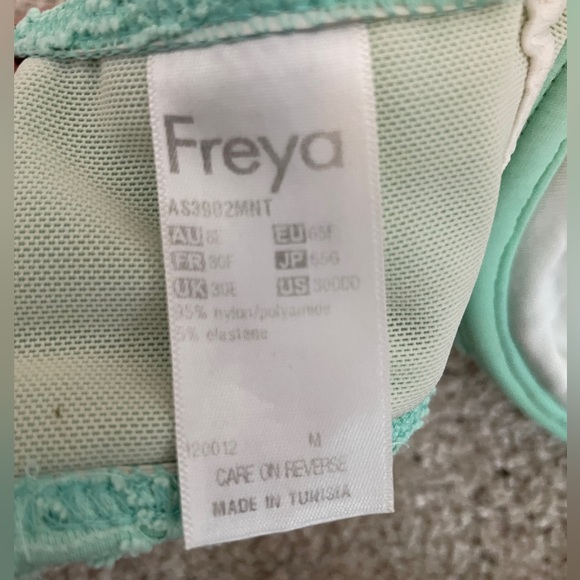 Freya
AS3902MNT
AU 8E EU 65F
FR 80F JP 65G
UK 30E US 30DDD
95% nylon/polyamide
5% elastane
120012 M
CARE ON REVERSE
MADE IN TUNISIA